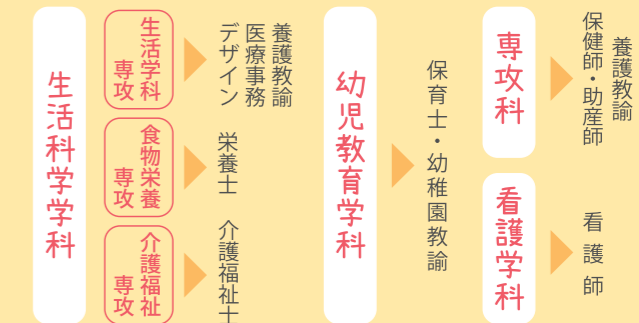 生活科学学科
生活学科
専攻
養護教諭
医療事務
デザイン
食物栄養
専攻
栄養士
介護福祉
専攻
介護福祉士
幼児教育学科
保育士・幼稚園教諭
専攻科
養護教諭
保健師・助産師
看護学科
看護師